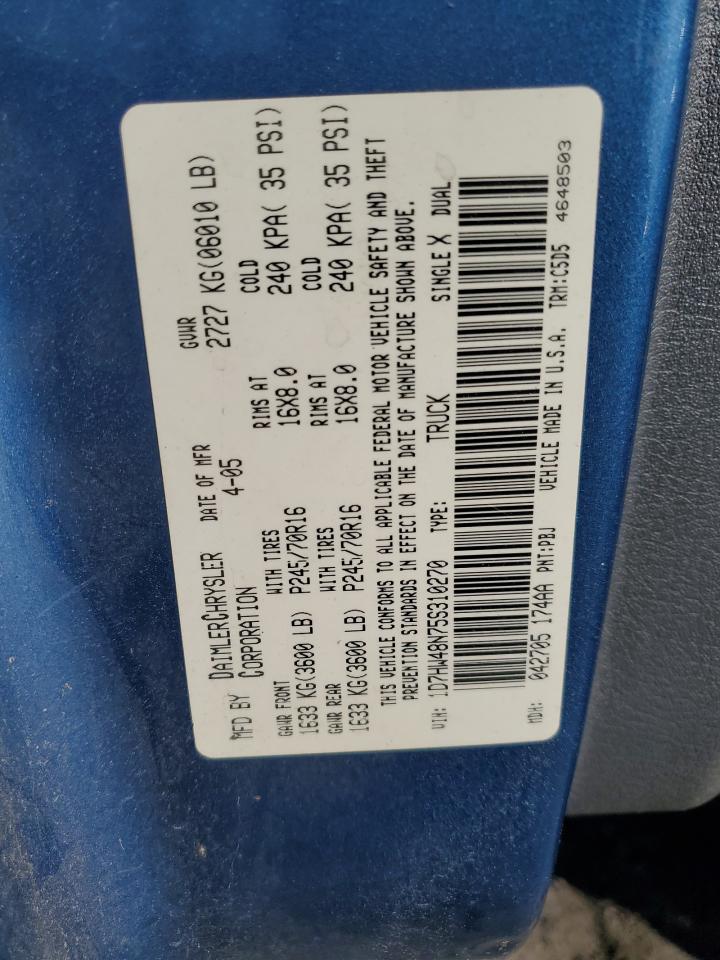 MFD BY DAIMLERCHRYSLER CORPORATION DATE OF MFR 4-05 GVWR 2727 KG(06010 LB)
GAWR FRONT WITH TIRES RIMS AT COLD
1633 KG(3600 LB) P245/70R16 16X8.0 240 KPA( 35 PSI)
GAWR REAR WITH TIRES RIMS AT COLD
1633 KG(3600 LB) P245/70R16 16X8.0 240 KPA( 35 PSI)
THIS VEHICLE CONFORMS TO ALL APPLICABLE FEDERAL MOTOR VEHICLE SAFETY AND THEFT
PREVENTION STANDARDS IN EFFECT ON THE DATE OF MANUFACTURE SHOWN ABOVE.
VIN: 1D7HW48N75S310270 TYPE: TRUCK SINGLE X DUAL
MDH: 042705 174AA PNT:PBJ VEHICLE MADE IN U.S.A. TRM:C5D5 4648503